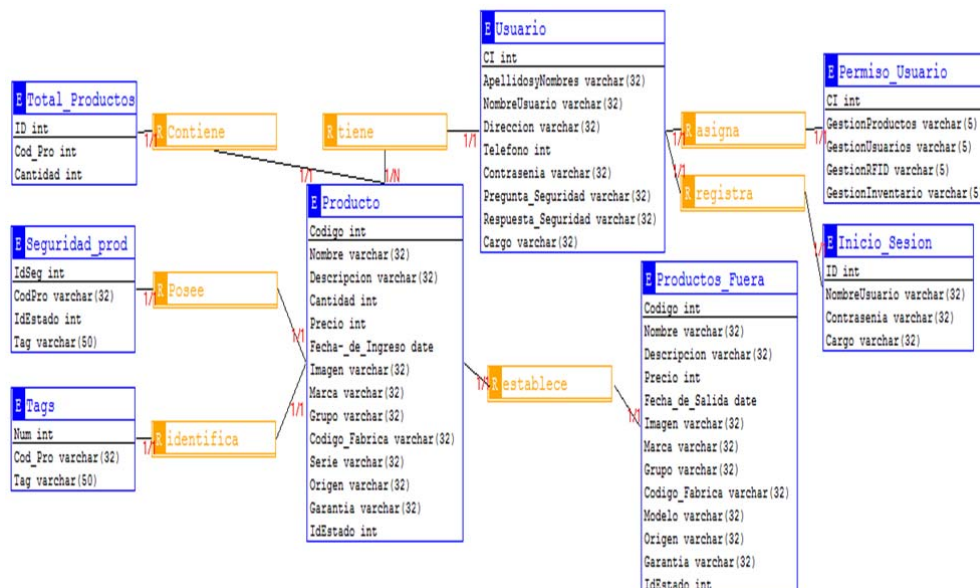 E Usuario
CI int
ApellidosyNombres varchar(32)
NombreUsuario varchar(32)
Direccion varchar(32)
Telefono int
Contrasenia varchar(32)
Pregunta_Seguridad varchar(32)
Respuesta_Seguridad varchar(32)
Cargo varchar(32)
E Total_Productos
ID int
Cod_Pro int
Cantidad int
1/1
R Contiene
1/1
R tiene
1/1
1/N
R asigna
1/1
1/1
R registra
1/1
E Permiso_Usuario
CI int
GestionProductos varchar(5)
GestionUsuarios varchar(5)
GestionRFID varchar(5)
GestionInventario varchar(5
E Inicio_Sesion
ID int
NombreUsuario varchar(32)
Contrasenia varchar(32)
Cargo varchar(32)
E Producto
Codigo int
Nombre varchar(32)
Descripcion varchar(32)
Cantidad int
Precio int
Fecha-_de_Ingreso date
Imagen varchar(32)
Marca varchar(32)
Grupo varchar(32)
Codigo_Fabrica varchar(32)
Serie varchar(32)
Origen varchar(32)
Garantia varchar(32)
IdEstado int
E Seguridad_prod
IdSeg int
CodPro varchar(32)
IdEstado int
Tag varchar(50)
1/1
R Posee
1/1
E Tags
Num int
Cod_Pro varchar(32)
Tag varchar(50)
1/1
R identifica
1/1
1/1
R establece
1/1
E Productos_Fuera
Codigo int
Nombre varchar(32)
Descripcion varchar(32)
Precio int
Fecha_de_Salida date
Imagen varchar(32)
Marca varchar(32)
Grupo varchar(32)
Codigo_Fabrica varchar(32)
Modelo varchar(32)
Origen varchar(32)
Garantia varchar(32)
IdEstado int